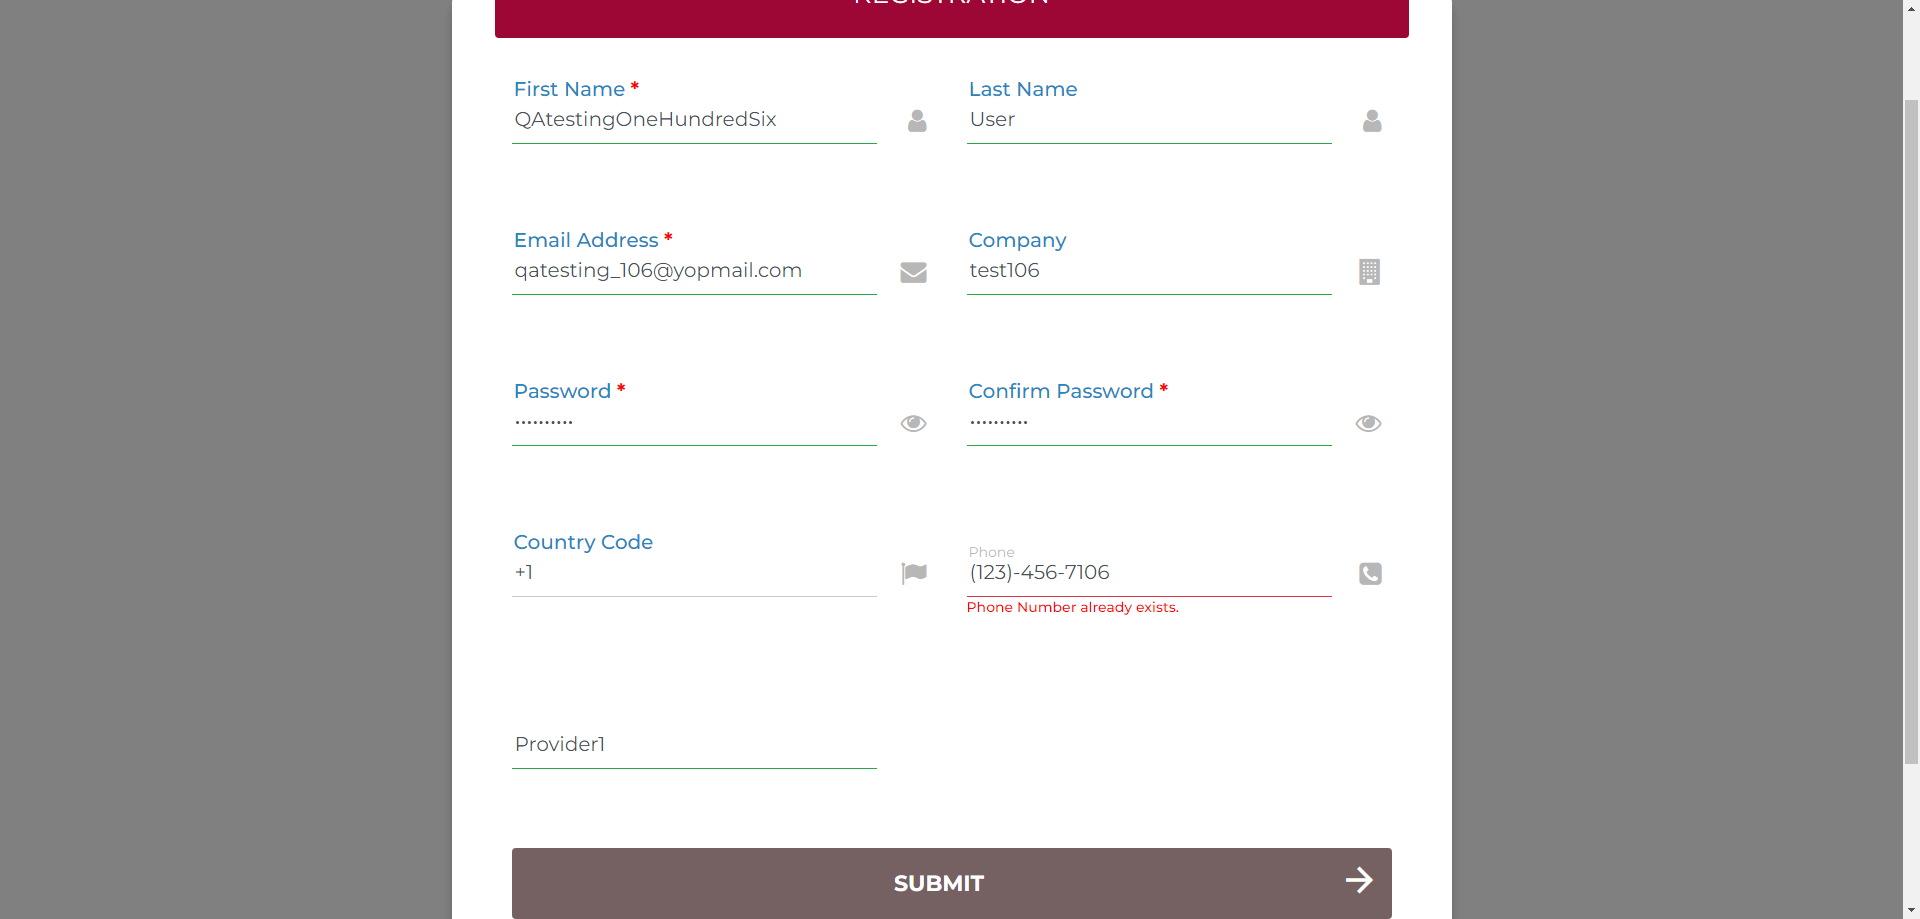 REGISTRATION
First Name *
QAtestingOneHundredSix
Last Name
User
Email Address *
qatesting_106@yopmail.com
Company
test106
Password *
••••••••••
Confirm Password *
••••••••••
Country Code
+1
Phone
(123)-456-7106
Phone Number already exists.
Provider1
SUBMIT